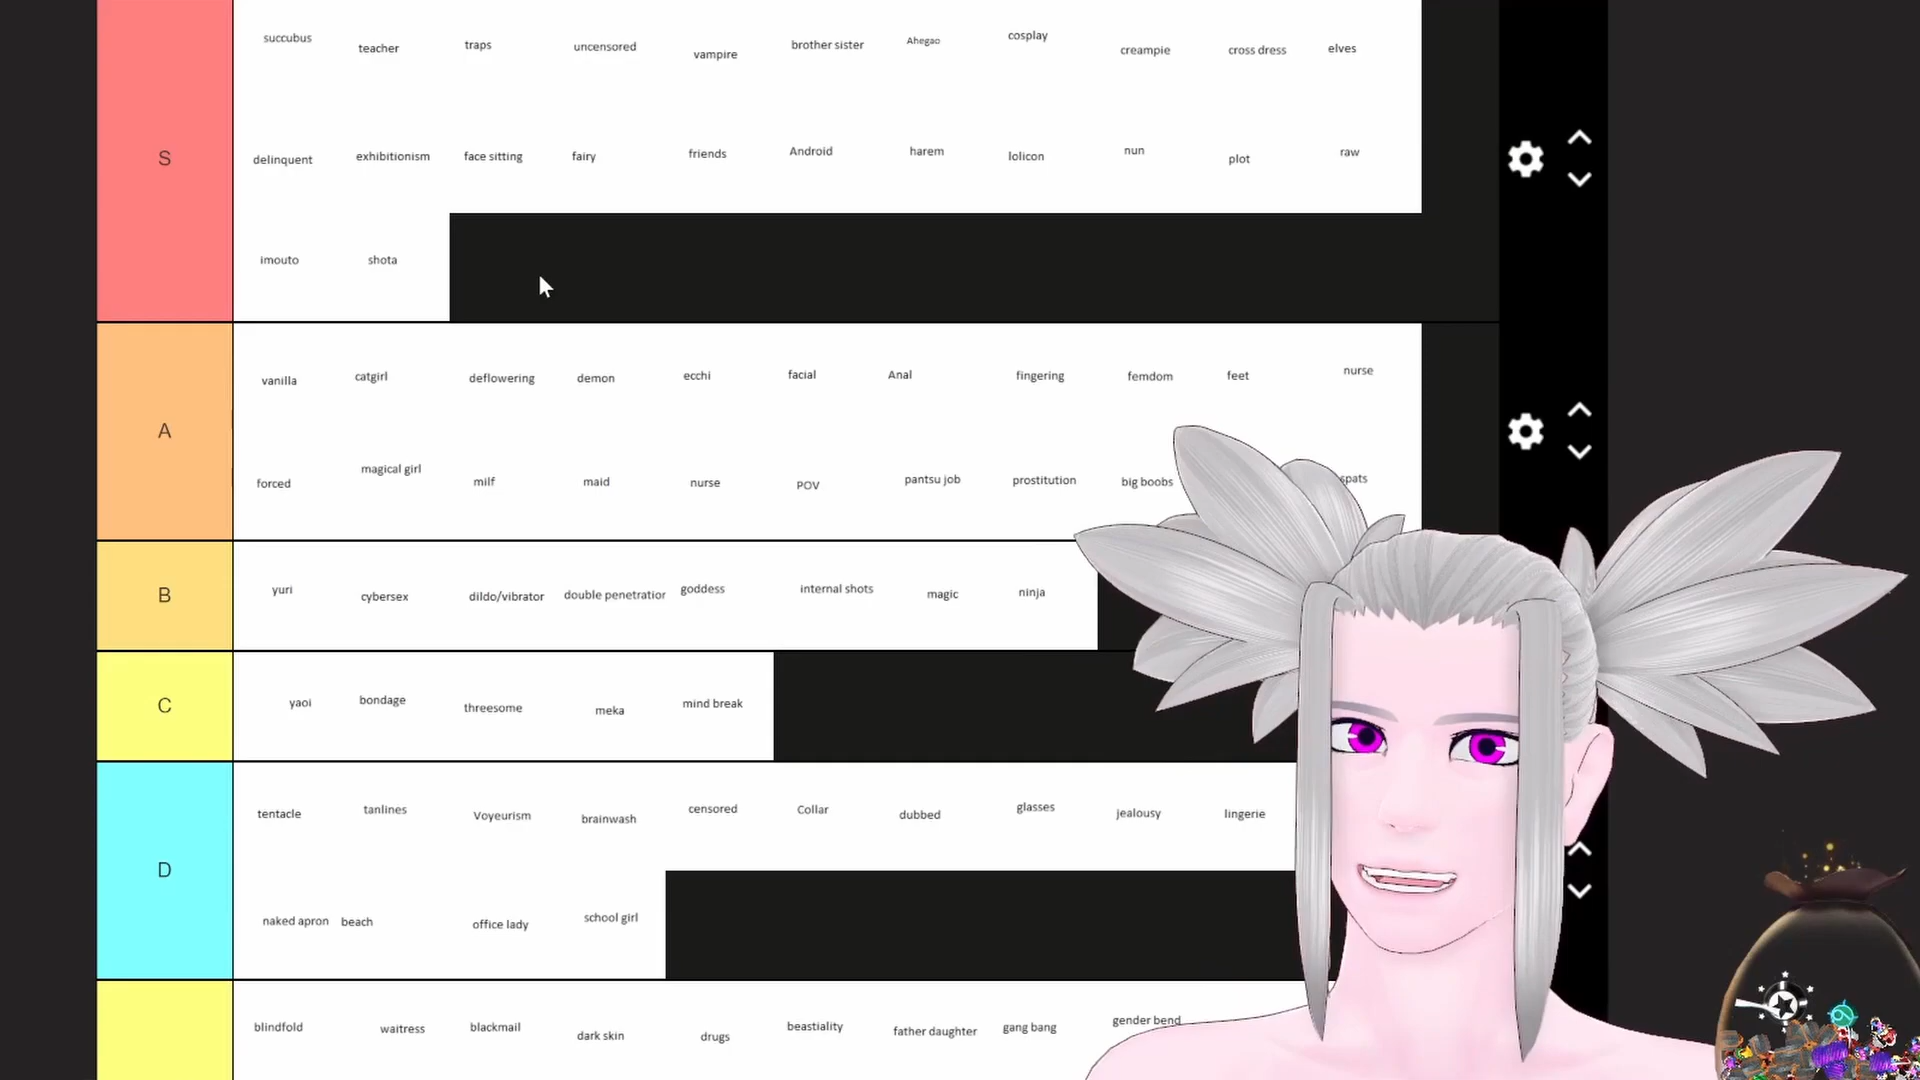 S
succubus teacher traps uncensored vampire brother sister Ahegao cosplay creampie cross dress elves
delinquent exhibitionism face sitting fairy friends Android harem lolicon nun plot raw
imouto shota
A
vanilla catgirl deflowering demon ecchi facial Anal fingering femdom feet nurse
forced magical girl milf maid nurse POV pantsu job prostitution big boobs spats
B
yuri cybersex dildo/vibrator double penetration goddess internal shots magic ninja
C
yaoi bondage threesome meka mind break
D
tentacle tanlines Voyeurism brainwash censored Collar dubbed glasses jealousy lingerie
naked apron beach office lady school girl
blindfold waitress blackmail dark skin drugs beastiality father daughter gang bang gender bend